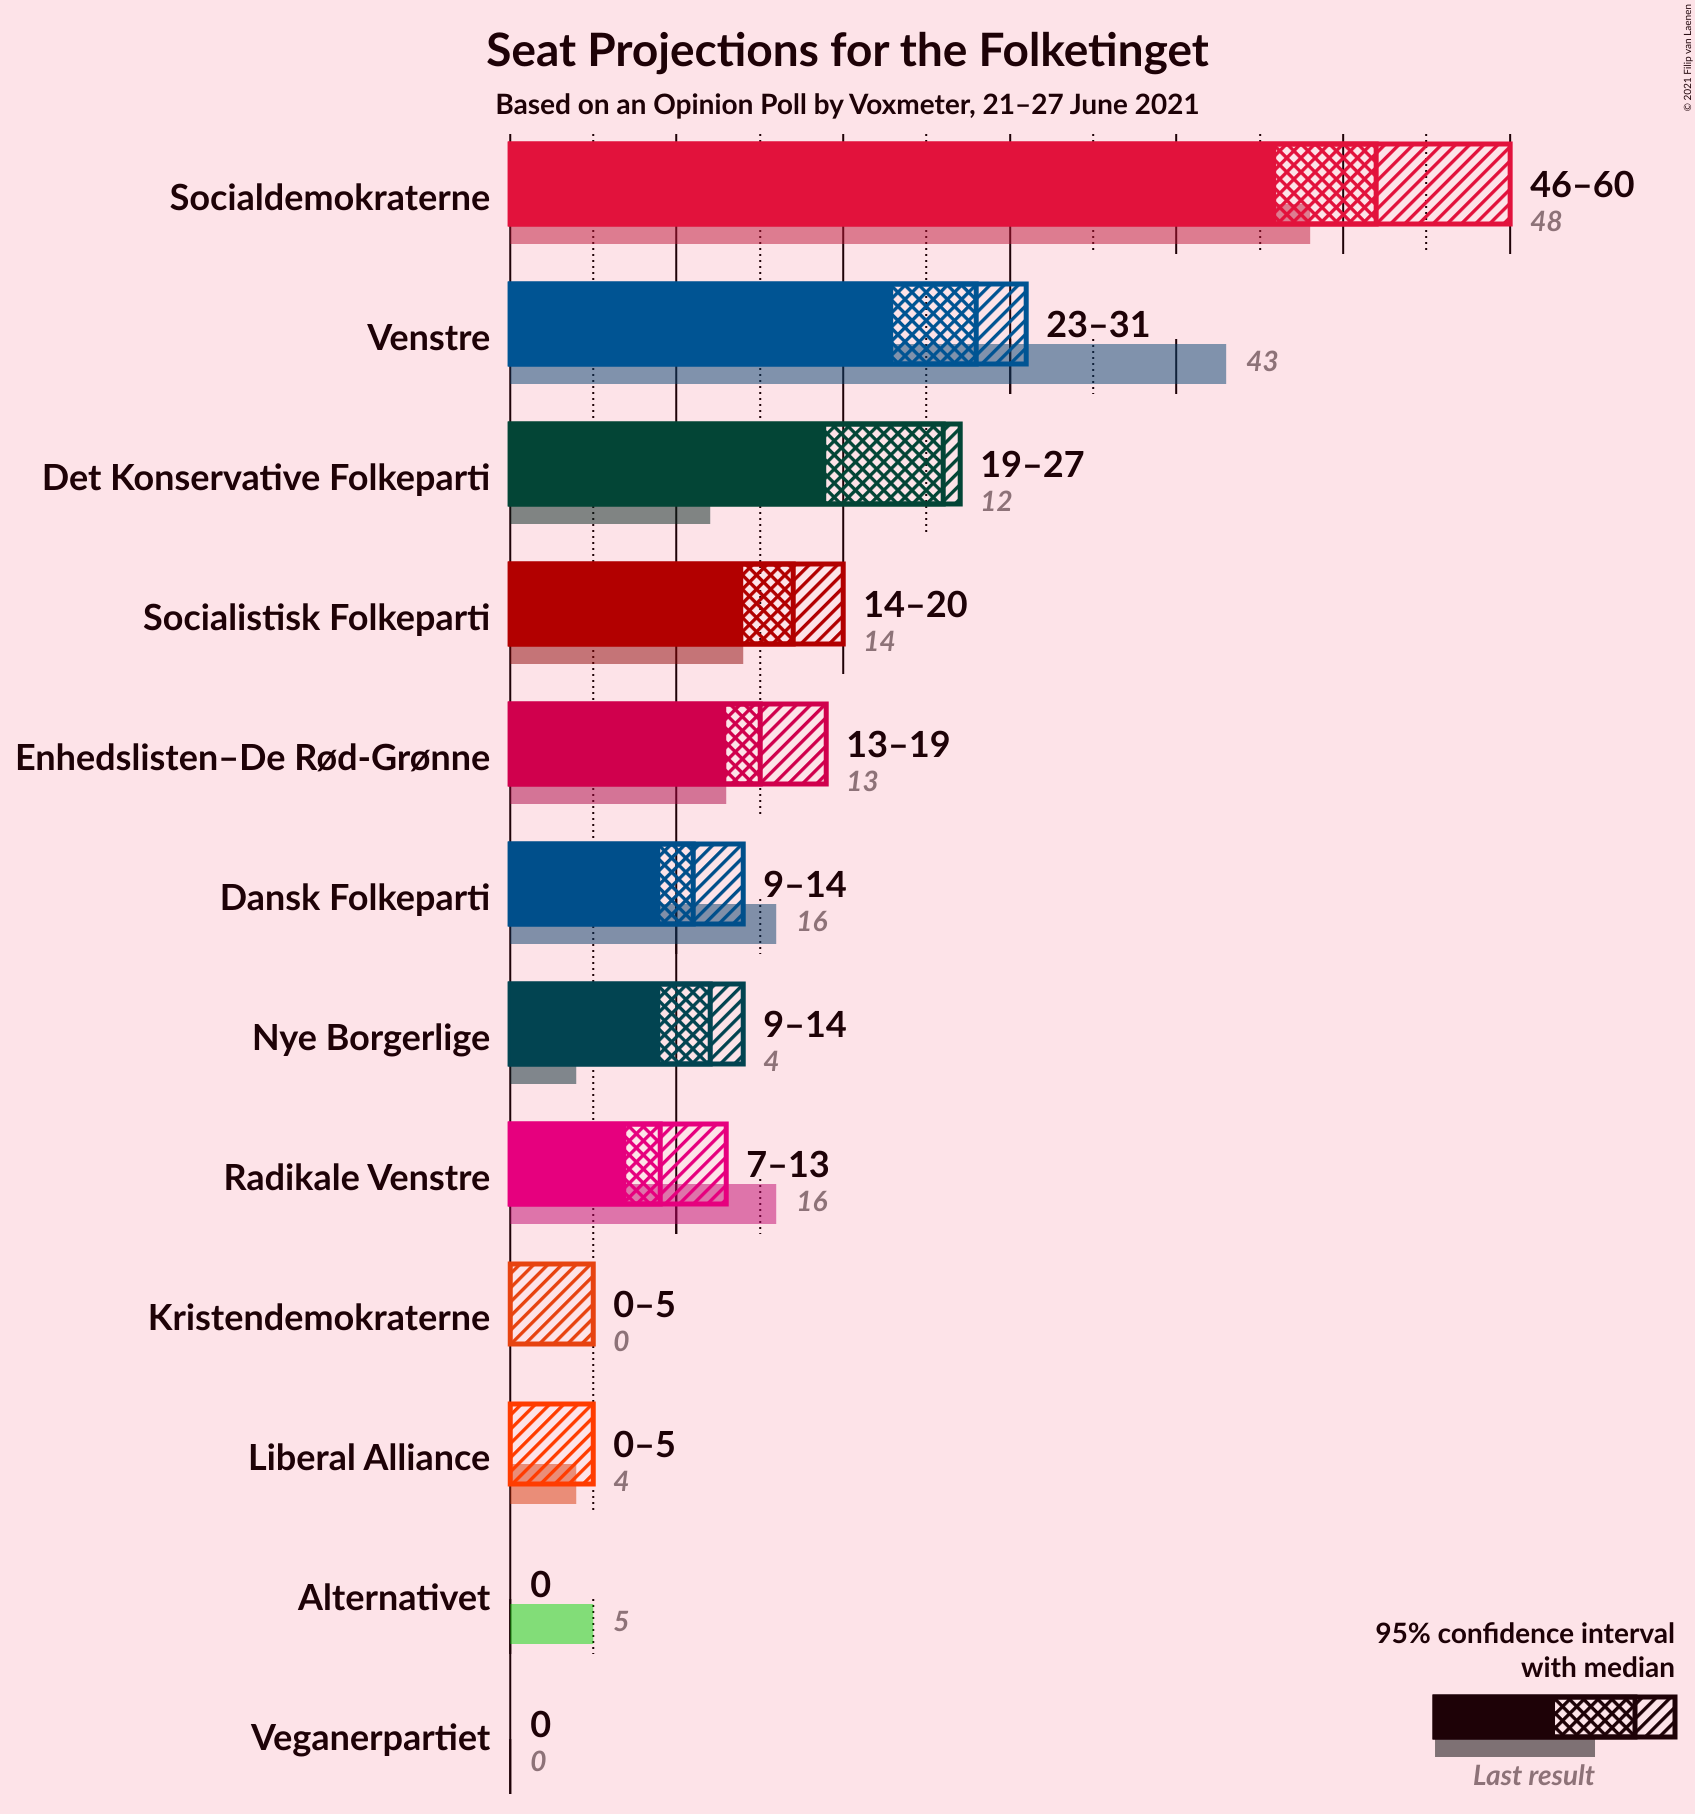 Seat Projections for the Folketinget
Based on an Opinion Poll by Voxmeter, 21–27 June 2021
© 2021 Filip van Laenen
Socialdemokraterne
46–60
48
Venstre
23–31
43
Det Konservative Folkeparti
19–27
12
Socialistisk Folkeparti
14–20
14
Enhedslisten–De Rød-Grønne
13–19
13
Dansk Folkeparti
9–14
16
Nye Borgerlige
9–14
4
Radikale Venstre
7–13
16
Kristendemokraterne
0–5
0
Liberal Alliance
0–5
4
Alternativet
0
5
Veganerpartiet
0
0
95% confidence interval
with median
Last result